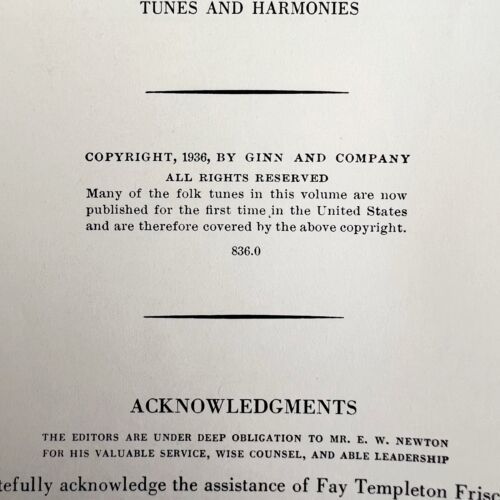 TUNES AND HARMONIES
COPYRIGHT, 1936, BY GINN AND COMPANY
ALL RIGHTS RESERVED
Many of the folk tunes in this volume are now
published for the first time in the United States
and are therefore covered by the above copyright.
836.0
ACKNOWLEDGMENTS
THE EDITORS ARE UNDER DEEP OBLIGATION TO MR. E. W. NEWTON
FOR HIS VALUABLE SERVICE, WISE COUNSEL, AND ABLE LEADERSHIP
acknowledge the assistance of Fay Templeton